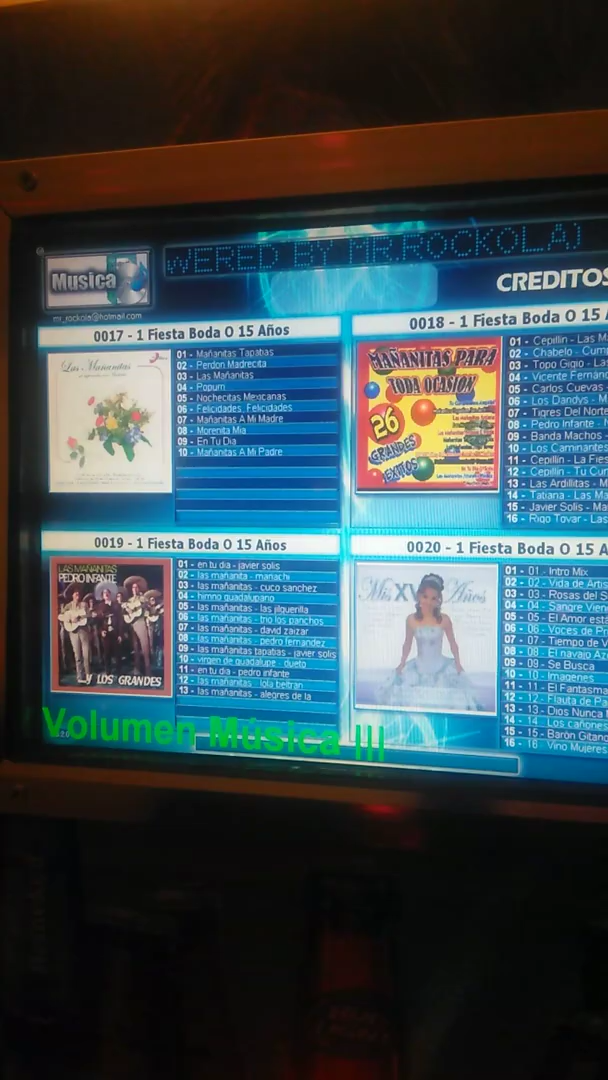 WERED BY MR.ROCKOLA)
Musica
CREDITOS
mr_rockola@hotmail.com
0017 - 1 Fiesta Boda O 15 Años
Las Mañanitas
01 - Mañanitas Tapatias
02 - Perdon Madrecita
03 - Las Mañanitas
04 - Popurri
05 - Nochecitas Mexicanas
06 - Felicidades, Felicidades
07 - Mañanitas A Mi Madre
08 - Morenita Mia
09 - En Tu Dia
10 - Mañanitas A Mi Padre
0018 - 1 Fiesta Boda O 15 A
MAÑANITAS PARA
TODA OCASION
26
GRANDES
EXITOS
01 - Cepillin - Las M
02 - Chabelo - Cum
03 - Topo Gigio - La
04 - Vicente Fernand
05 - Carlos Cuevas -
06 - Los Dandys - M
07 - Tigres Del Norte
08 - Pedro Infante - N
09 - Banda Machos -
10 - Los Caminantes
11 - Cepillin - La Fies
12 - Cepillin - Tu Cum
13 - Las Ardillitas - M
14 - Tatiana - Las Ma
15 - Javier Solis - Ma
16 - Rigo Tovar - Las
0019 - 1 Fiesta Boda O 15 Años
LAS MAÑANITAS
PEDRO INFANTE
...y LOS GRANDES
01 - en tu dia - javier solis
02 - las mañanita - mariachi
03 - las mañanitas - cuco sanchez
04 - himno guadalupano
05 - las mañanitas - las jilguerilla
06 - las mañanitas - trio los panchos
07 - las mañanitas - david zaizar
08 - las mañanitas - pedro fernandez
09 - las mañanitas tapatias - javier solis
10 - virgen de guadalupe - dueto
11 - en tu dia - pedro infante
12 - las mañanitas - lola beltran
13 - las mañanitas - alegres de la
0020 - 1 Fiesta Boda O 15 A
Mis XV Años
01 - 01 - Intro Mix
02 - 02 - Vida de Artis
03 - 03 - Rosas del S
04 - 04 - Sangre Vien
05 - 05 - El Amor está
06 - 06 - Voces de Pr
07 - 07 - Tiempo de V
08 - 08 - El navajo Az
09 - 09 - Se Busca
10 - 10 - Imagenes
11 - 11 - El Fantasma
12 - 12 - Flauta de Pa
13 - 13 - Dios Nunca
14 - 14 - Los cañone
15 - 15 - Barón Gitano
16 - 16 - Vino Mujeres
Volumen Música |||